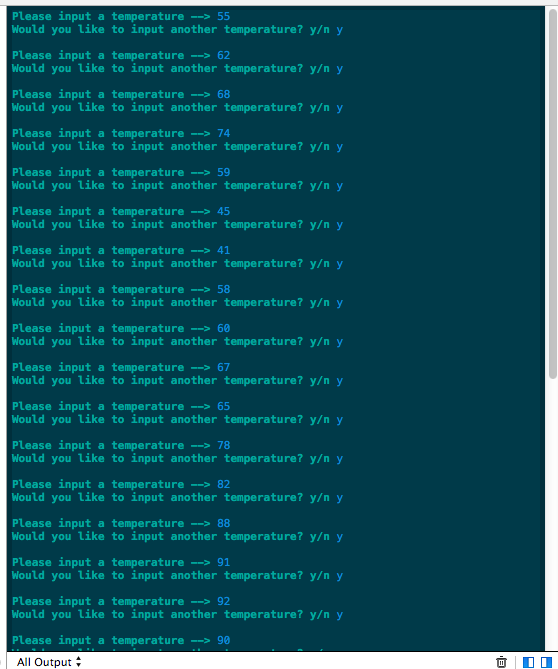 Please input a temperature --> 55
Would you like to input another temperature? y/n y
Please input a temperature --> 62
Would you like to input another temperature? y/n y
Please input a temperature --> 68
Would you like to input another temperature? y/n y
Please input a temperature --> 74
Would you like to input another temperature? y/n y
Please input a temperature --> 59
Would you like to input another temperature? y/n y
Please input a temperature --> 45
Would you like to input another temperature? y/n y
Please input a temperature --> 41
Would you like to input another temperature? y/n y
Please input a temperature --> 58
Would you like to input another temperature? y/n y
Please input a temperature --> 60
Would you like to input another temperature? y/n y
Please input a temperature --> 67
Would you like to input another temperature? y/n y
Please input a temperature --> 65
Would you like to input another temperature? y/n y
Please input a temperature --> 78
Would you like to input another temperature? y/n y
Please input a temperature --> 82
Would you like to input another temperature? y/n y
Please input a temperature --> 88
Would you like to input another temperature? y/n y
Please input a temperature --> 91
Would you like to input another temperature? y/n y
Please input a temperature --> 92
Would you like to input another temperature? y/n y
Please input a temperature --> 90
All Output